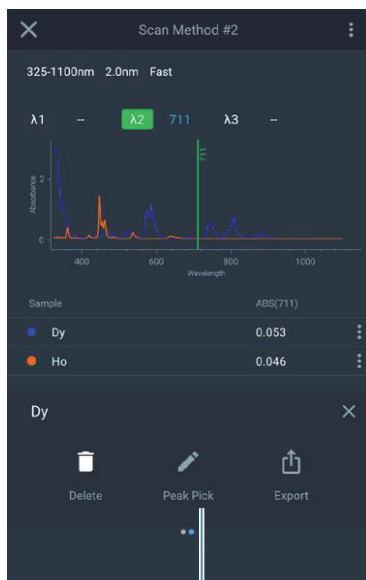 Scan Method #2
325-1100nm 2.0nm Fast
λ1 -- λ2 711 λ3 --
711
2
Absorbance
0
400 600 800 1000
Wavelength
Sample ABS(711)
Dy 0.053
Ho 0.046
Dy
Delete Peak Pick Export